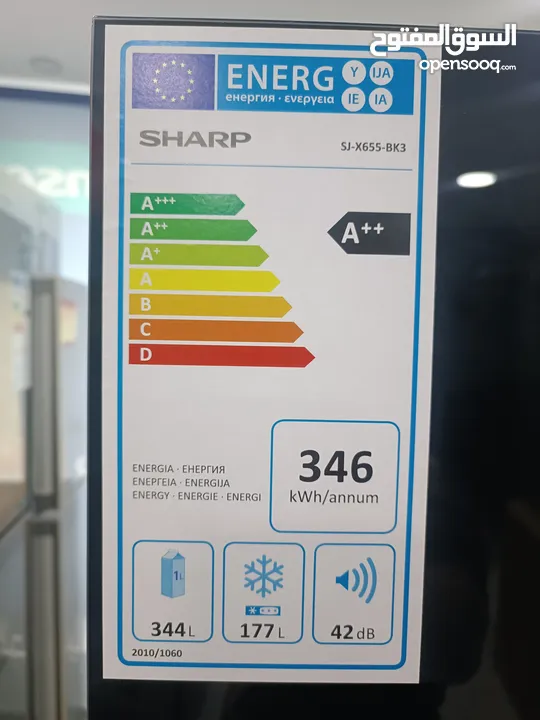 السوق المفتوح
opensooq.com
ENERG Y IJA
енергия · ενεργεια IE IA
SHARP SJ-X655-BK3
A+++
A++
A++
A+
A
B
C
D
ENERGIA · ЕНЕРГИЯ
ΕΝΕΡΓΕΙΑ · ENERGIJA
ENERGY · ENERGIE · ENERGI
346
kWh/annum
1L
344 L 177 L 42 dB
2010/1060